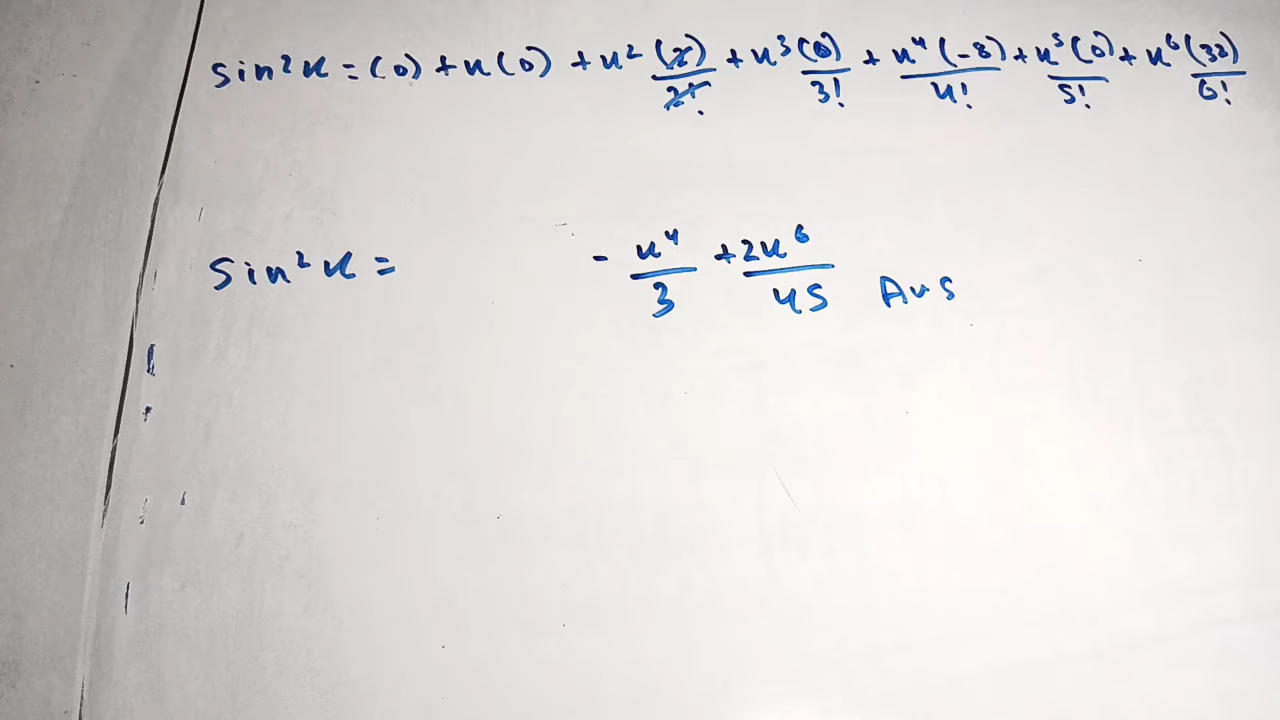 sin²x = (0) + x(0) + x² (2)/2! + x³ (0)/3! + x⁴ (-8)/4! + x⁵ (0)/5! + x⁶ (32)/6!
sin²x = - x⁴/3 + 2x⁶/45 Ans